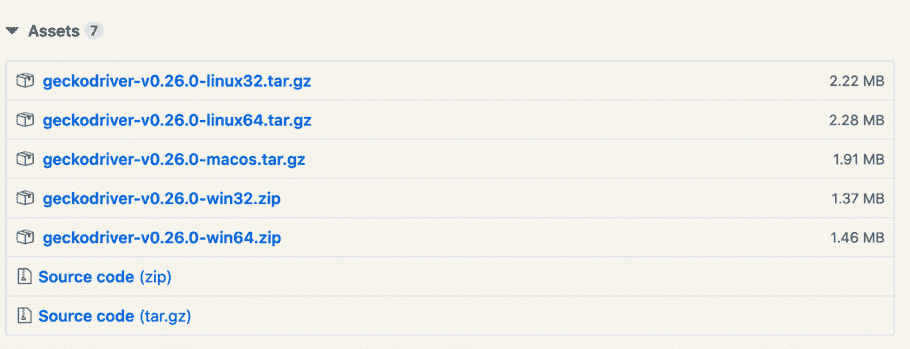 Assets 7
geckodriver-v0.26.0-linux32.tar.gz 2.22 MB
geckodriver-v0.26.0-linux64.tar.gz 2.28 MB
geckodriver-v0.26.0-macos.tar.gz 1.91 MB
geckodriver-v0.26.0-win32.zip 1.37 MB
geckodriver-v0.26.0-win64.zip 1.46 MB
Source code (zip)
Source code (tar.gz)